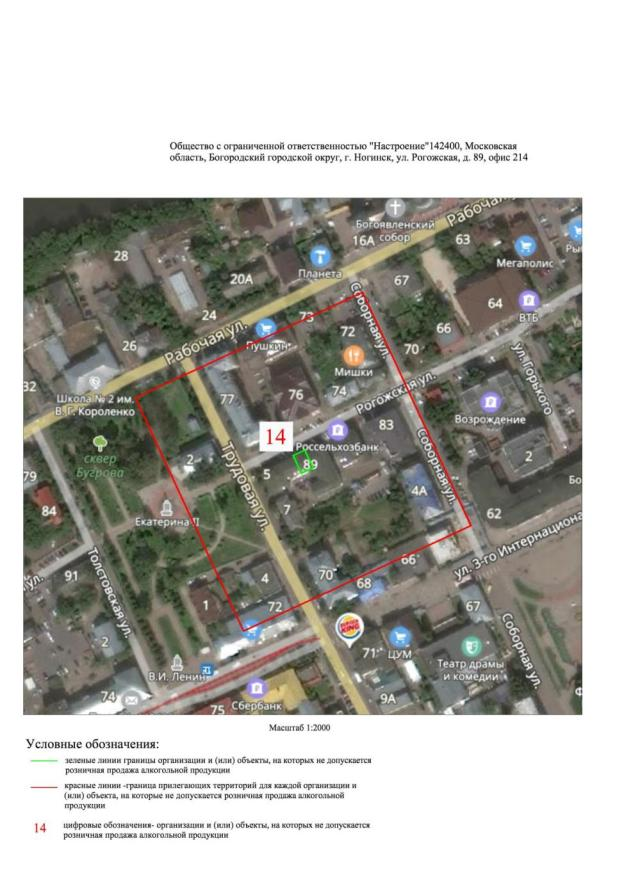 Общество с ограниченной ответственностью "Настроение"142400, Московская
область, Богородский городской округ, г. Ногинск, ул. Рогожская, д. 89, офис 214
Богоявленский
собор
Рабочая
16А
63
28
Планета
Мегаполис
20А
67
64
24
73
Соборная ул.
ВТБ
Рабочая ул.
Пушкин
72
66
26
70
ул. Горького
Мишки
32
Школа № 2 им.
В. Г. Короленко
77
76
74
Рогожская ул.
Возрождение
14
83
Россельхозбанк
сквер
Бугрова
2
5
89
Соборная ул.
2
79
Трудовая ул.
4А
84
7
62
Екатерина II
ул. 3-го Интернациона
91
Толстовская ул.
4
70
66
68
1
72
67
Соборная ул.
2
BURGER
KING
71
ЦУМ
Театр драмы
и комедии
В.И. Ленин
74
75
Сбербанк
9А
Масштаб 1:2000
Условные обозначения:
зеленые линии границы организации и (или) объекты, на которых не допускается
розничная продажа алкогольной продукции
красные линии -граница прилегающих территорий для каждой организации и
(или) объекта, на которые не допускается розничная продажа алкогольной
продукции
14
цифровые обозначения- организации и (или) объекты, на которых не допускается
розничная продажа алкогольной продукции